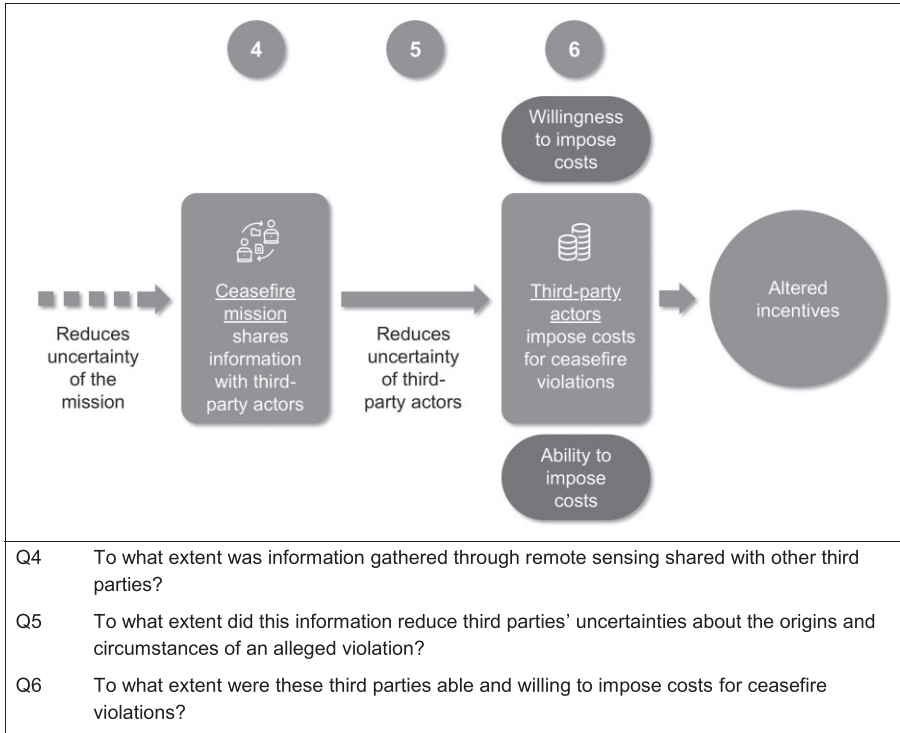 4
5
6
Willingness
to impose
costs
Reduces
uncertainty
of the
mission
Ceasefire
mission
shares
information
with third-
party actors
Reduces
uncertainty
of third-
party actors
Third-party
actors
impose costs
for ceasefire
violations
Altered
incentives
Ability to
impose
costs
Q4 To what extent was information gathered through remote sensing shared with other third
parties?
Q5 To what extent did this information reduce third parties’ uncertainties about the origins and
circumstances of an alleged violation?
Q6 To what extent were these third parties able and willing to impose costs for ceasefire
violations?